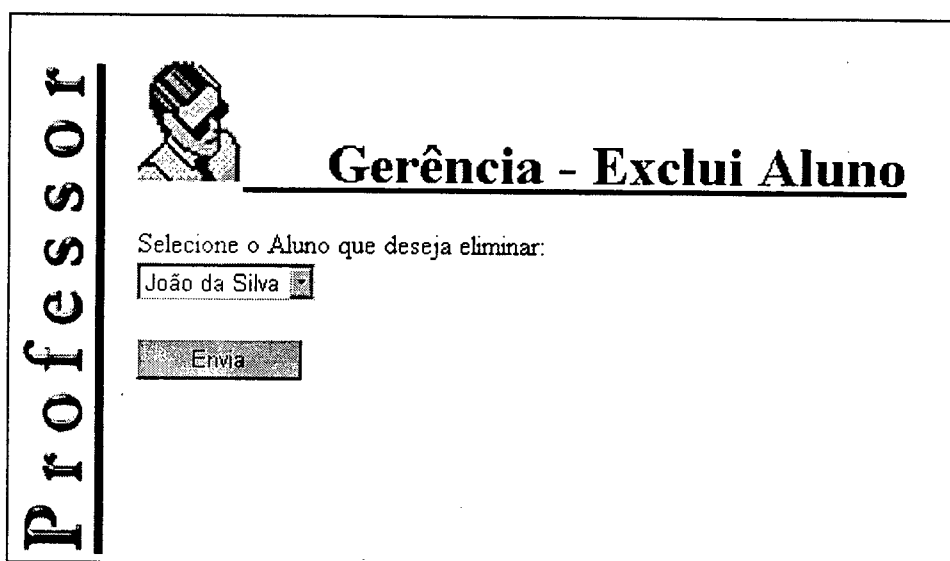 Professor
Gerência - Exclui Aluno
Selecione o Aluno que deseja eliminar:
João da Silva
Envia